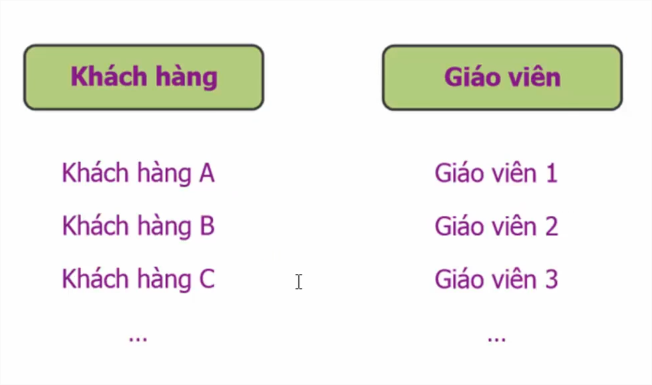 Khách hàng
Giáo viên
Khách hàng A
Giáo viên 1
Khách hàng B
Giáo viên 2
Khách hàng C
Giáo viên 3
...
...